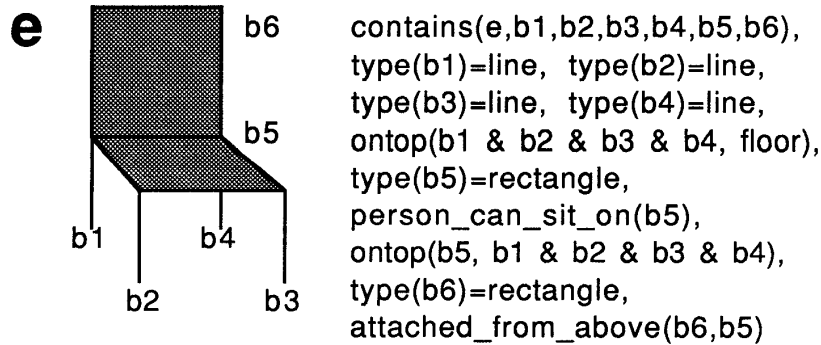 e
b6
b5
b1
b4
b2
b3
contains(e,b1,b2,b3,b4,b5,b6),
type(b1)=line, type(b2)=line,
type(b3)=line, type(b4)=line,
ontop(b1 & b2 & b3 & b4, floor),
type(b5)=rectangle,
person_can_sit_on(b5),
ontop(b5, b1 & b2 & b3 & b4),
type(b6)=rectangle,
attached_from_above(b6,b5)